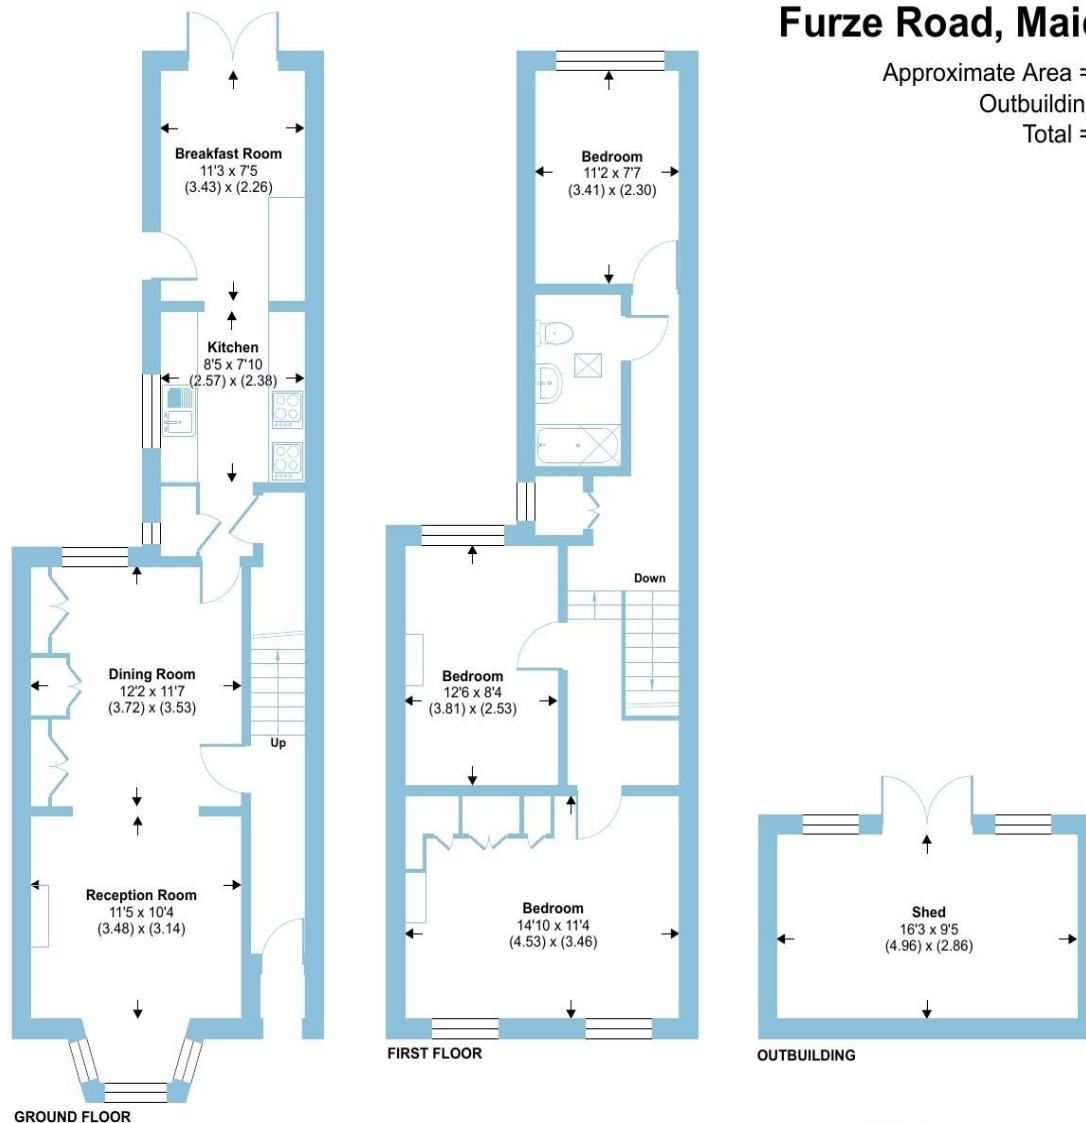 Furze Road, Maid
Approximate Area =
Outbuildin
Total =
Breakfast Room
11'3 x 7'5
(3.43) x (2.26)
Kitchen
8'5 x 7'10
(2.57) x (2.38)
Dining Room
12'2 x 11'7
(3.72) x (3.53)
Up
Reception Room
11'5 x 10'4
(3.48) x (3.14)
GROUND FLOOR
Bedroom
11'2 x 7'7
(3.41) x (2.30)
Down
Bedroom
12'6 x 8'4
(3.81) x (2.53)
Bedroom
14'10 x 11'4
(4.53) x (3.46)
FIRST FLOOR
Shed
16'3 x 9'5
(4.96) x (2.86)
OUTBUILDING